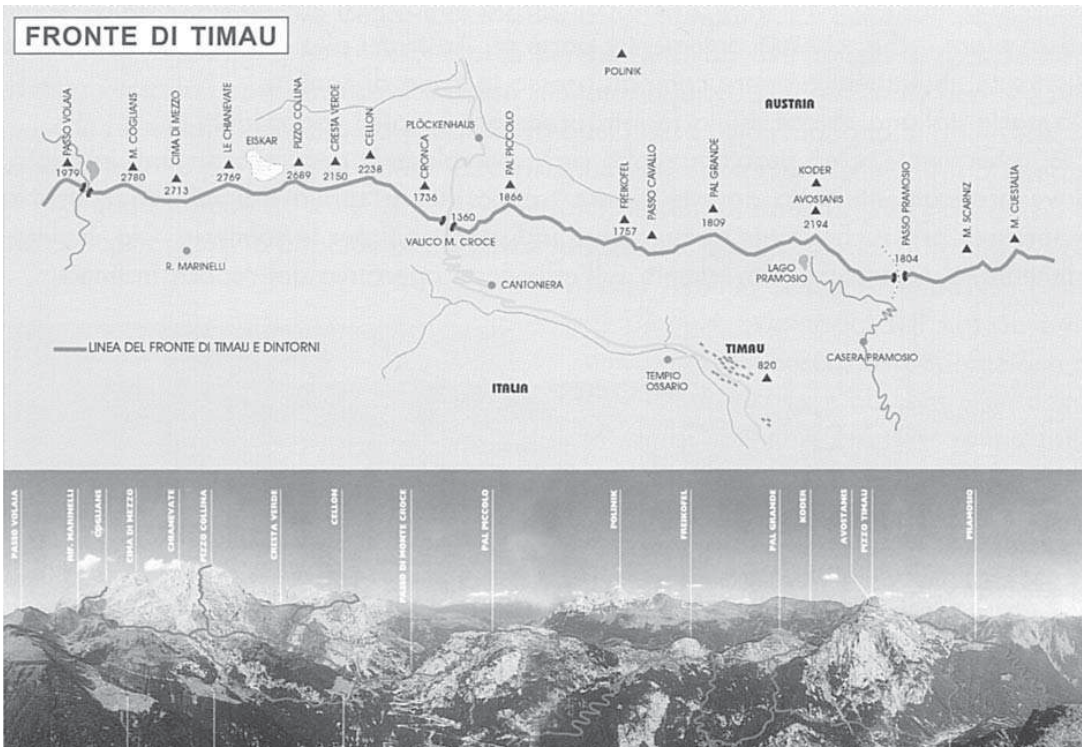 FRONTE DI TIMAU
POLINIK
AUSTRIA
PASSO VOLAIA
1979
M. COGLIANS
2780
CIMA DI MEZZO
2713
LE CHIANEVATE
2769
EISKAR
PIZZO COLLINA
2689
CRESTA VERDE
2150
CELLON
2238
PLÖCKENHAUS
CRONCA
1736
1360
VALICO M. CROCE
PAL PICCOLO
1866
FREIKOFEL
1757
PASSO CAVALLO
PAL GRANDE
1809
KODER
AVOSTANIS
2194
PASSO PRAMOSIO
1804
M. SCARNIZ
M. CUESTALTA
R. MARINELLI
CANTONIERA
LAGO
PRAMOSIO
LINEA DEL FRONTE DI TIMAU E DINTORNI
ITALIA
TEMPIO
OSSARIO
TIMAU
820
CASERA PRAMOSIO
PASSO VOLAIA
RIF. MARINELLI
COGLIANS
CIMA DI MEZZO
CHIANEVATE
PIZZO COLLINA
CRESTA VERDE
CELLON
PASSO DI MONTE CROCE
PAL PICCOLO
POLINIK
FREIKOFEL
PAL GRANDE
KODER
AVOSTANIS
PIZZO TIMAU
PRAMOSIO